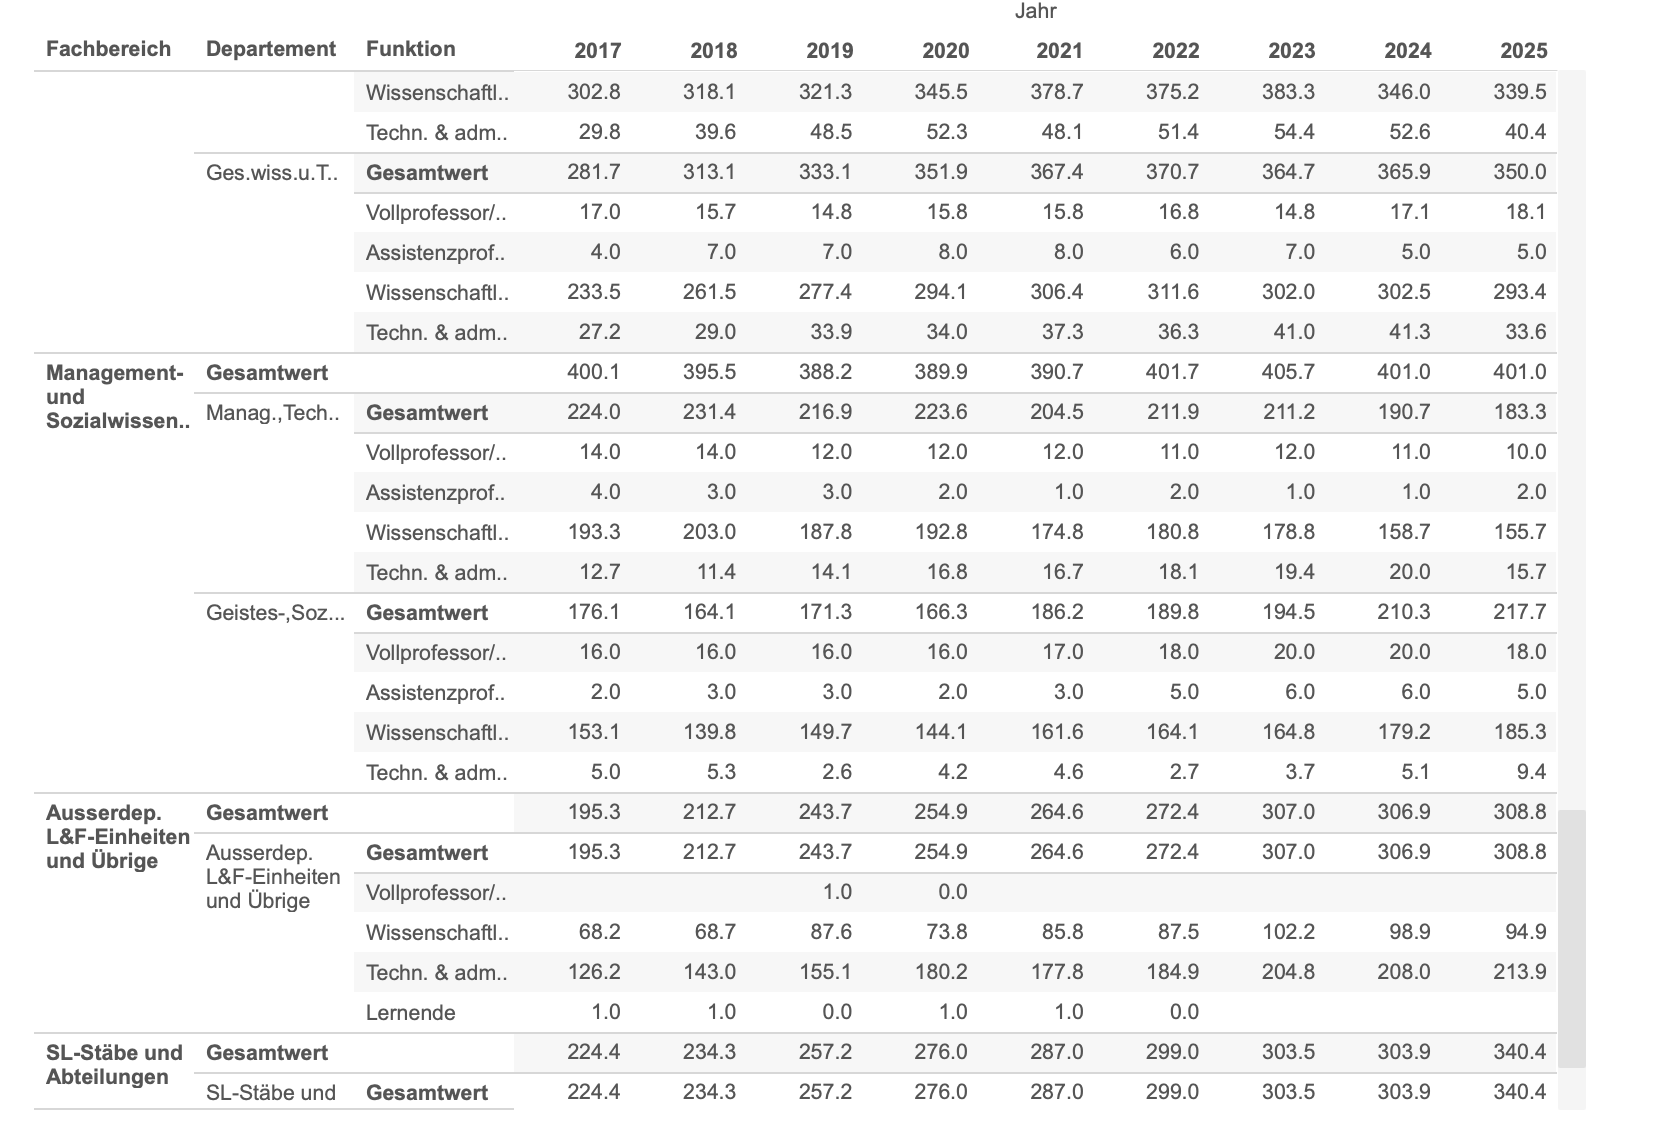 Jahr
Fachbereich Departement Funktion 2017 2018 2019 2020 2021 2022 2023 2024 2025
Wissenschaftl.. 302.8 318.1 321.3 345.5 378.7 375.2 383.3 346.0 339.5
Techn. & adm.. 29.8 39.6 48.5 52.3 48.1 51.4 54.4 52.6 40.4
Ges.wiss.u.T.. Gesamtwert 281.7 313.1 333.1 351.9 367.4 370.7 364.7 365.9 350.0
Vollprofessor/.. 17.0 15.7 14.8 15.8 15.8 16.8 14.8 17.1 18.1
Assistenzprof.. 4.0 7.0 7.0 8.0 8.0 6.0 7.0 5.0 5.0
Wissenschaftl.. 233.5 261.5 277.4 294.1 306.4 311.6 302.0 302.5 293.4
Techn. & adm.. 27.2 29.0 33.9 34.0 37.3 36.3 41.0 41.3 33.6
Management- Gesamtwert 400.1 395.5 388.2 389.9 390.7 401.7 405.7 401.0 401.0
und
Sozialwissen.. Manag.,Tech.. Gesamtwert 224.0 231.4 216.9 223.6 204.5 211.9 211.2 190.7 183.3
Vollprofessor/.. 14.0 14.0 12.0 12.0 12.0 11.0 12.0 11.0 10.0
Assistenzprof.. 4.0 3.0 3.0 2.0 1.0 2.0 1.0 1.0 2.0
Wissenschaftl.. 193.3 203.0 187.8 192.8 174.8 180.8 178.8 158.7 155.7
Techn. & adm.. 12.7 11.4 14.1 16.8 16.7 18.1 19.4 20.0 15.7
Geistes-,Soz... Gesamtwert 176.1 164.1 171.3 166.3 186.2 189.8 194.5 210.3 217.7
Vollprofessor/.. 16.0 16.0 16.0 16.0 17.0 18.0 20.0 20.0 18.0
Assistenzprof.. 2.0 3.0 3.0 2.0 3.0 5.0 6.0 6.0 5.0
Wissenschaftl.. 153.1 139.8 149.7 144.1 161.6 164.1 164.8 179.2 185.3
Techn. & adm.. 5.0 5.3 2.6 4.2 4.6 2.7 3.7 5.1 9.4
Ausserdep. Gesamtwert 195.3 212.7 243.7 254.9 264.6 272.4 307.0 306.9 308.8
L&F-Einheiten
und Übrige Ausserdep. Gesamtwert 195.3 212.7 243.7 254.9 264.6 272.4 307.0 306.9 308.8
L&F-Einheiten
und Übrige Vollprofessor/.. 1.0 0.0
Wissenschaftl.. 68.2 68.7 87.6 73.8 85.8 87.5 102.2 98.9 94.9
Techn. & adm.. 126.2 143.0 155.1 180.2 177.8 184.9 204.8 208.0 213.9
Lernende 1.0 1.0 0.0 1.0 1.0 0.0
SL-Stäbe und Gesamtwert 224.4 234.3 257.2 276.0 287.0 299.0 303.5 303.9 340.4
Abteilungen
SL-Stäbe und Gesamtwert 224.4 234.3 257.2 276.0 287.0 299.0 303.5 303.9 340.4